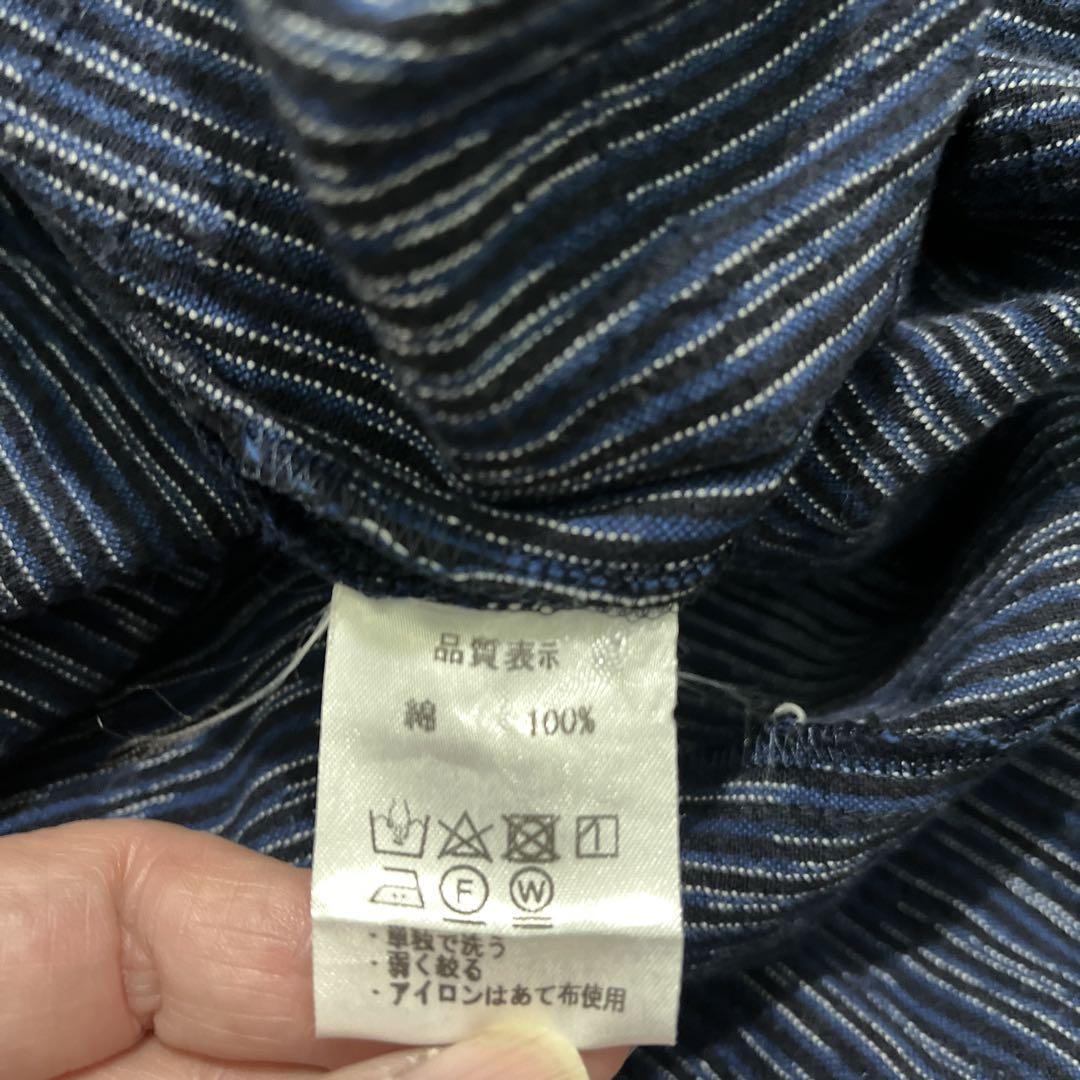 品質表示
綿 100%
F W
・単独で洗う
・弱く絞る
・アイロンはあて布使用